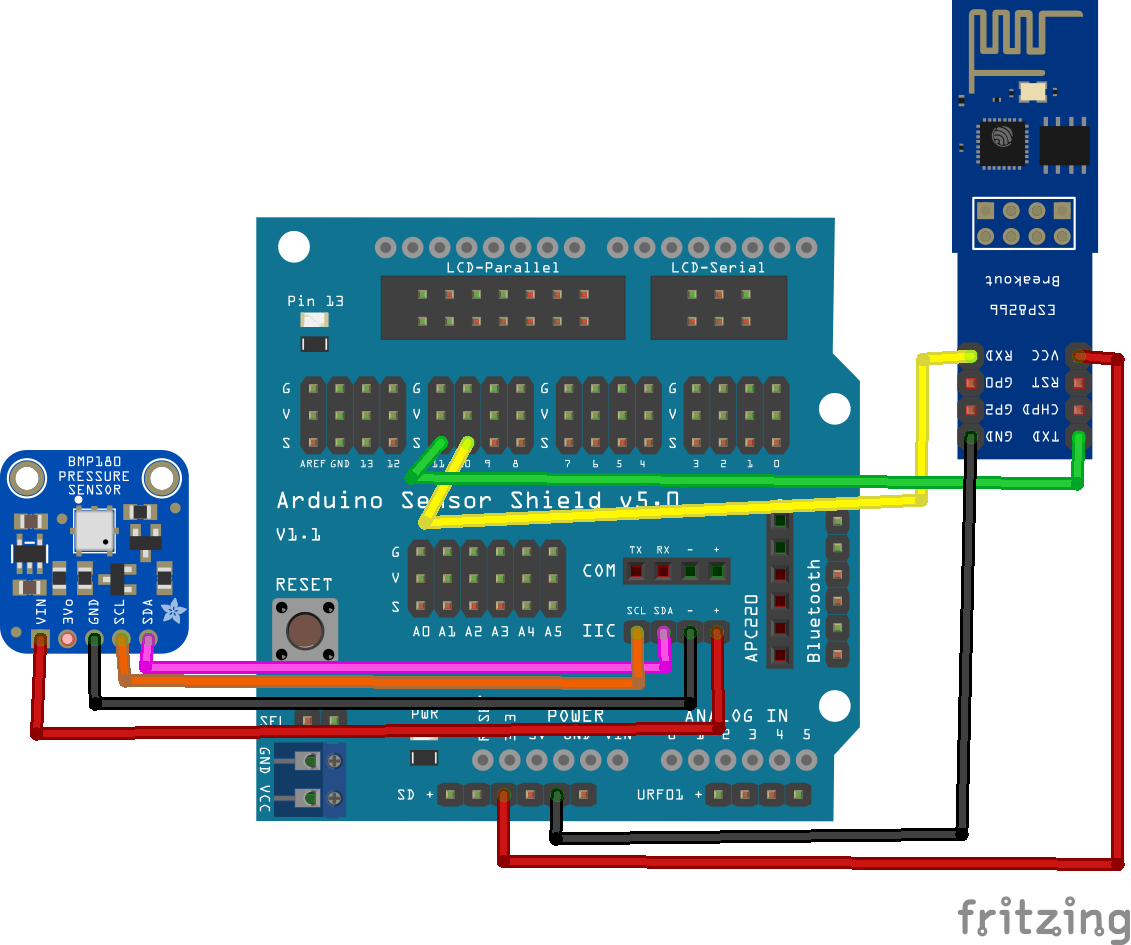 Breakout
ESP8266
RXD VCC
GPO RST
GP2 CHPD
GND TXD
LCD-Parallel LCD-Serial
Pin 13
G G G G
V V V V
S S S S
AREF GND 13 12 11 10 9 8 7 6 5 4 3 2 1 0
BMP180
PRESSURE
SENSOR
VIN 3Vo GND SCL SDA
Arduino Sensor Shield v5.0
V1.1
RESET
G
V
S
A0 A1 A2 A3 A4 A5
TX RX - +
COM
SCL SDA - +
IIC
APC220
Bluetooth
SEL
PWR
POWER ANALOG IN
5V GND VIN 0 1 2 3 4 5
GND VCC
SD + URF01 +
fritzing